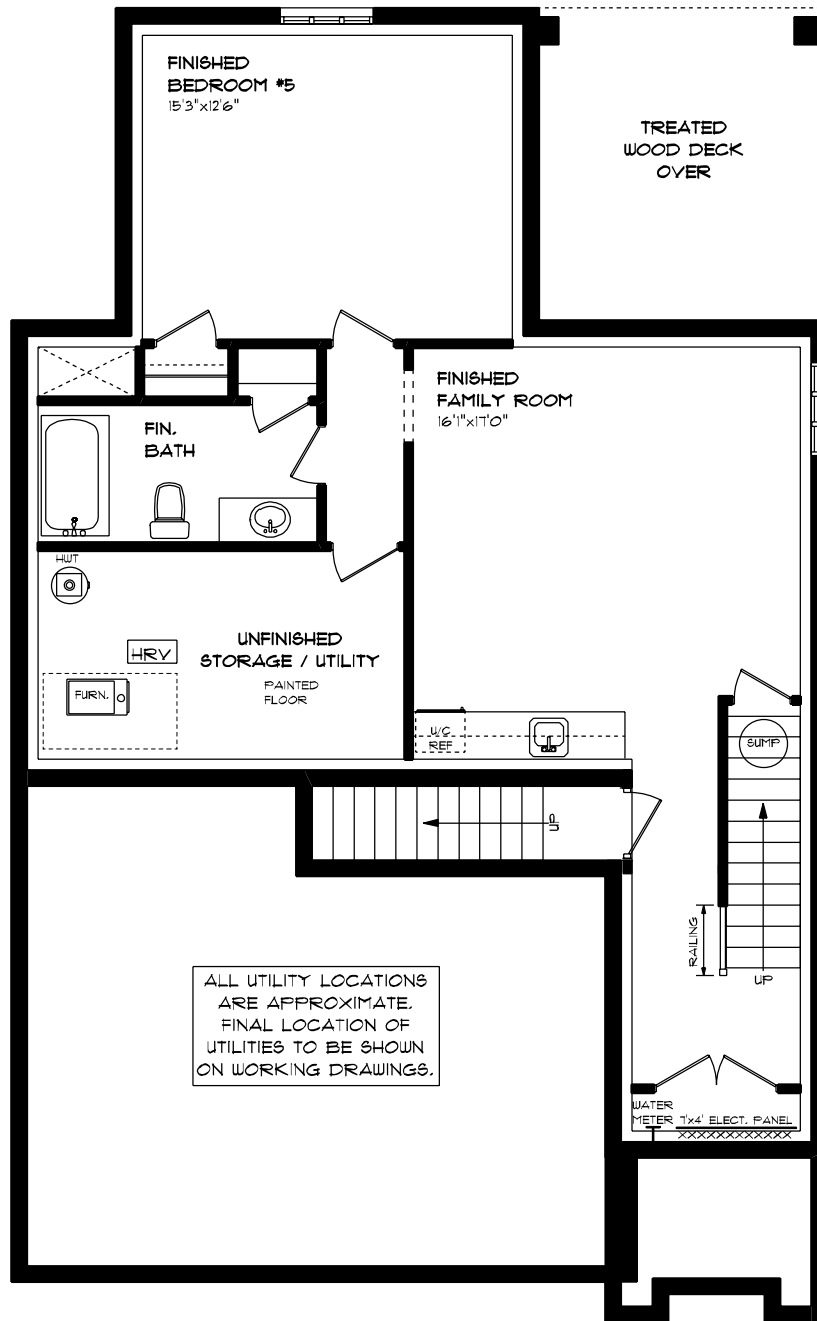 FINISHED
BEDROOM #5
15'3"x12'6"
TREATED
WOOD DECK
OVER
FINISHED
FAMILY ROOM
16'1"x17'0"
FIN.
BATH
HWT
UNFINISHED
STORAGE / UTILITY
PAINTED
FLOOR
HRV
FURN.
U/C
REF
SUMP
UP
RAILING
UP
ALL UTILITY LOCATIONS
ARE APPROXIMATE.
FINAL LOCATION OF
UTILITIES TO BE SHOWN
ON WORKING DRAWINGS.
WATER
METER
7'x4' ELECT. PANEL